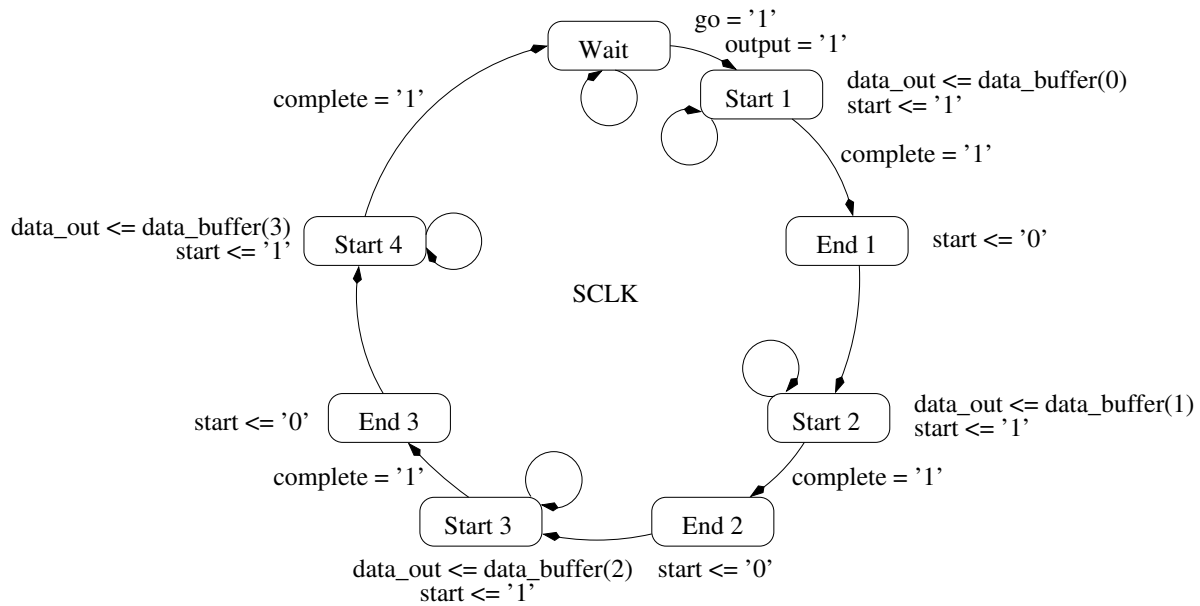 go = '1'
output = '1'
Wait
Start 1
data_out <= data_buffer(0)
start <= '1'
complete = '1'
complete = '1'
data_out <= data_buffer(3)
start <= '1'
Start 4
End 1
start <= '0'
SCLK
start <= '0'
End 3
Start 2
data_out <= data_buffer(1)
start <= '1'
complete = '1'
complete = '1'
Start 3
End 2
data_out <= data_buffer(2)
start <= '1'
start <= '0'